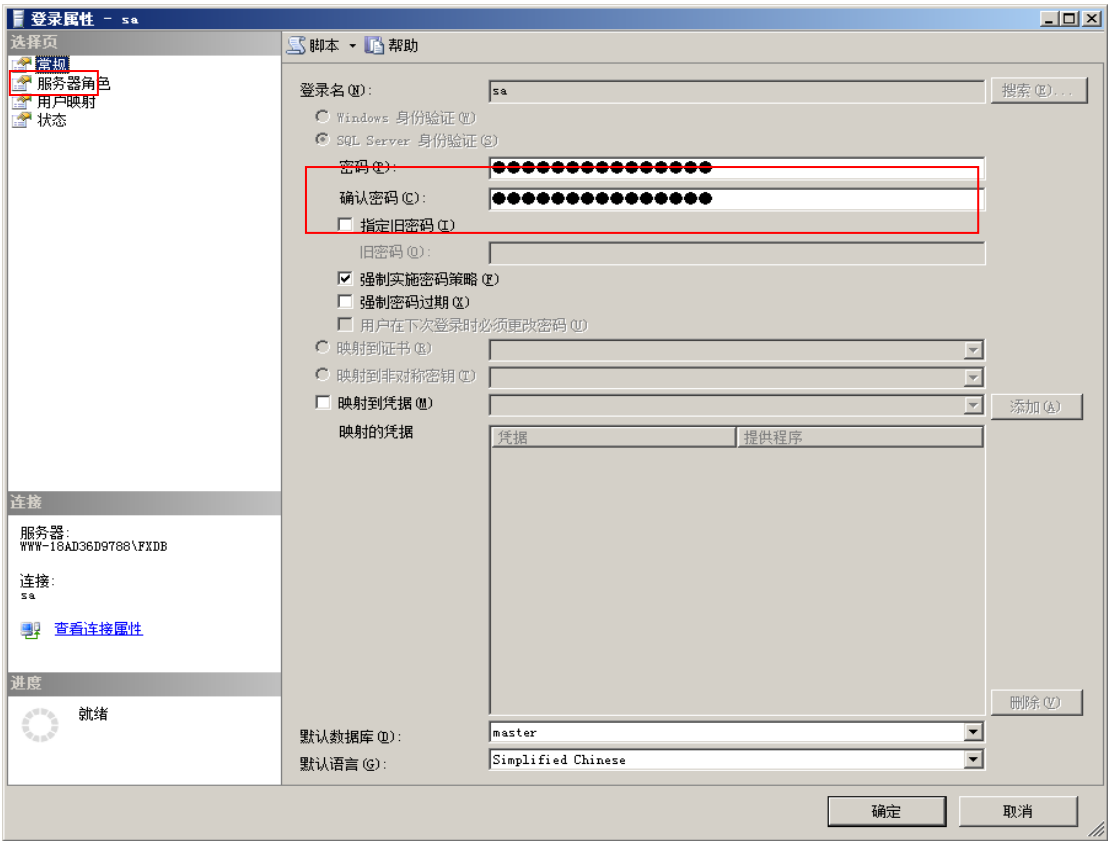 登录属性 - sa
选择页
常规
服务器角色
用户映射
状态
脚本 帮助
登录名(N): sa 搜索(E)...
Windows 身份验证(W)
SQL Server 身份验证(S)
密码(P): ●●●●●●●●●●●●●●●
确认密码(C): ●●●●●●●●●●●●●●●
指定旧密码(I)
旧密码(O):
强制实施密码策略(F)
强制密码过期(X)
用户在下次登录时必须更改密码(U)
映射到证书(R)
映射到非对称密钥(T)
映射到凭据(M) 添加(A)
映射的凭据 凭据 提供程序
删除(V)
默认数据库(D): master
默认语言(G): Simplified Chinese
连接
服务器:
WWW-18AD36D9788\FXDB
连接:
sa
查看连接属性
进度
就绪
确定 取消